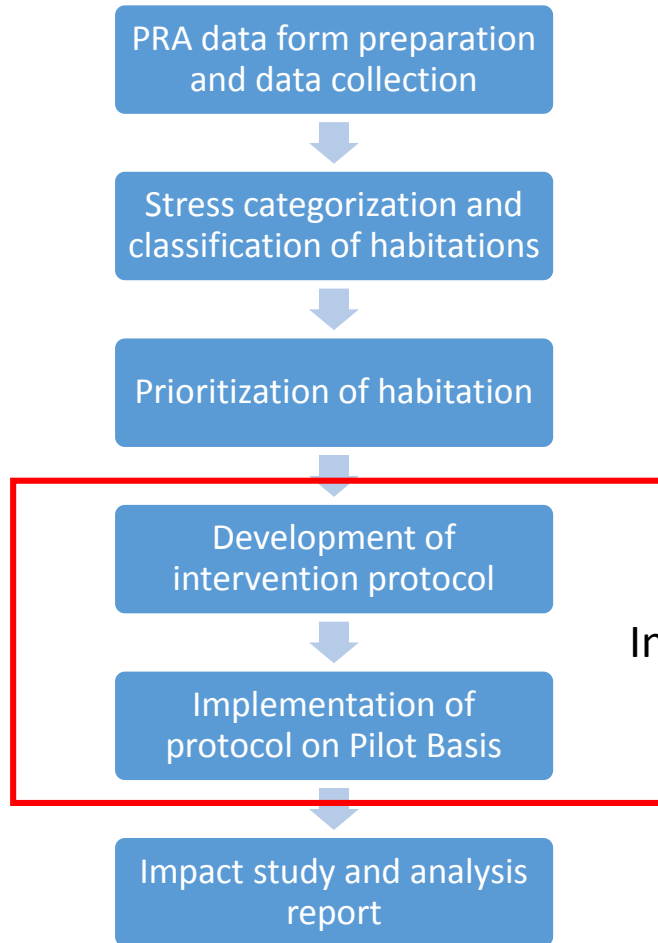 PRA data form preparation
and data collection
Stress categorization and
classification of habitations
Prioritization of habitation
Development of
intervention protocol
Implementation of
protocol on Pilot Basis
Impact study and analysis
report